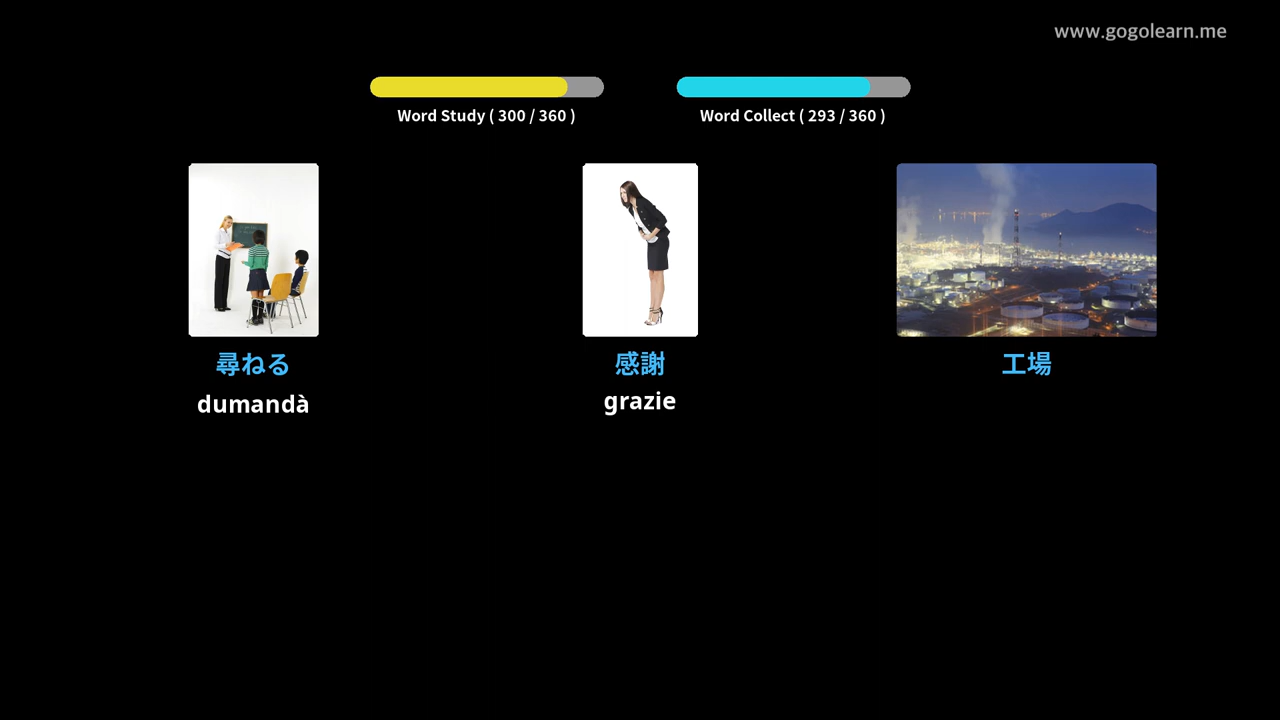 www.gogolearn.me
Word Study ( 300 / 360 )
Word Collect ( 293 / 360 )
尋ねる
感謝
工場
dumandà
grazie